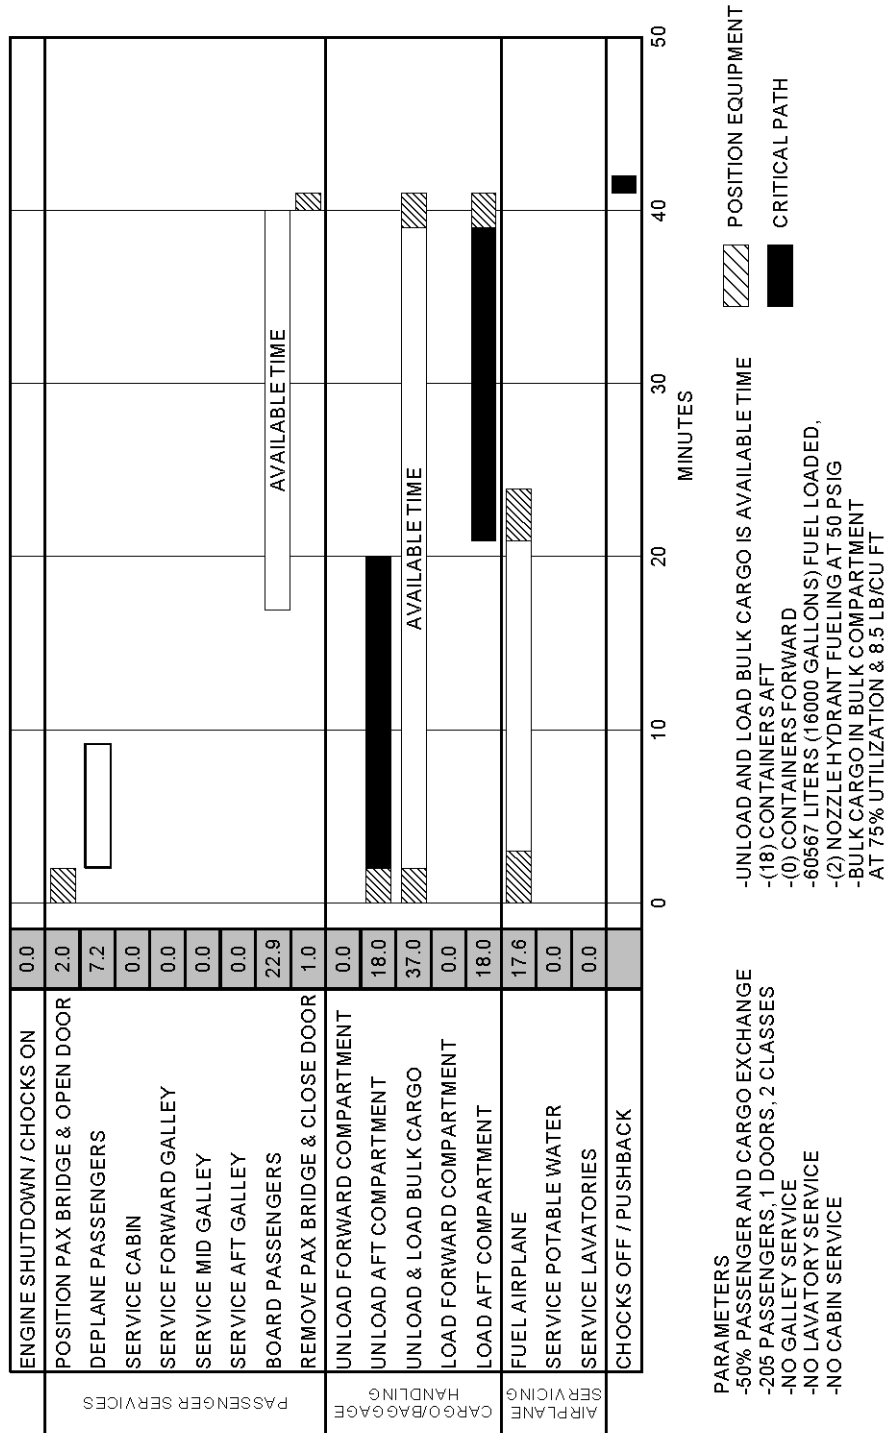 ENGINE SHUTDOWN / CHOCKS ON 0.0
PASSENGER SERVICES
POSITION PAX BRIDGE & OPEN DOOR 2.0
DEPLANE PASSENGERS 7.2
SERVICE CABIN 0.0
SERVICE FORWARD GALLEY 0.0
SERVICE MID GALLEY 0.0
SERVICE AFT GALLEY 0.0
BOARD PASSENGERS 22.9 AVAILABLE TIME
REMOVE PAX BRIDGE & CLOSE DOOR 1.0
CARGO/BAGGAGE
HANDLING
UNLOAD FORWARD COMPARTMENT 0.0
UNLOAD AFT COMPARTMENT 18.0
UNLOAD & LOAD BULK CARGO 37.0 AVAILABLE TIME
LOAD FORWARD COMPARTMENT 0.0
LOAD AFT COMPARTMENT 18.0
AIRPLANE
SERVICING
FUEL AIRPLANE 17.6
SERVICE POTABLE WATER 0.0
SERVICE LAVATORIES 0.0
CHOCKS OFF / PUSHBACK
0 10 20 30 40 50
MINUTES
PARAMETERS
-50% PASSENGER AND CARGO EXCHANGE
-205 PASSENGERS, 1 DOORS, 2 CLASSES
-NO GALLEY SERVICE
-NO LAVATORY SERVICE
-NO CABIN SERVICE
-UNLOAD AND LOAD BULK CARGO IS AVAILABLE TIME
-(18) CONTAINERS AFT
-(0) CONTAINERS FORWARD
-60567 LITERS (16000 GALLONS) FUEL LOADED,
-(2) NOZZLE HYDRANT FUELING AT 50 PSIG
-BULK CARGO IN BULK COMPARTMENT
AT 75% UTILIZATION & 8.5 LB/CU FT
POSITION EQUIPMENT
CRITICAL PATH